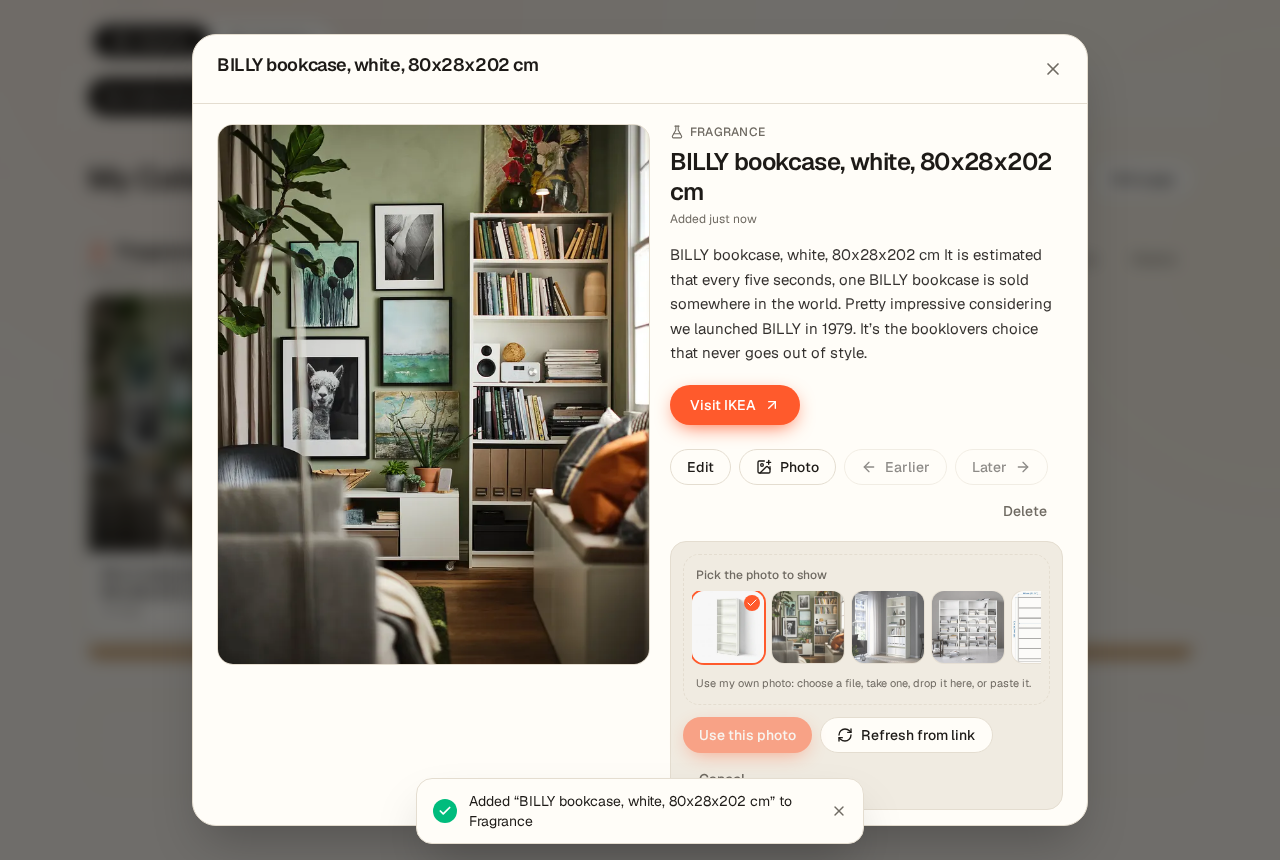 BILLY bookcase, white, 80x28x202 cm
FRAGRANCE
BILLY bookcase, white, 80x28x202
cm
Added just now
BILLY bookcase, white, 80x28x202 cm It is estimated
that every five seconds, one BILLY bookcase is sold
somewhere in the world. Pretty impressive considering
we launched BILLY in 1979. It’s the booklovers choice
that never goes out of style.
Visit IKEA
Edit
Photo
Earlier
Later
Delete
Pick the photo to show
Use my own photo: choose a file, take one, drop it here, or paste it.
Use this photo
Refresh from link
Cancel
Added “BILLY bookcase, white, 80x28x202 cm” to
Fragrance